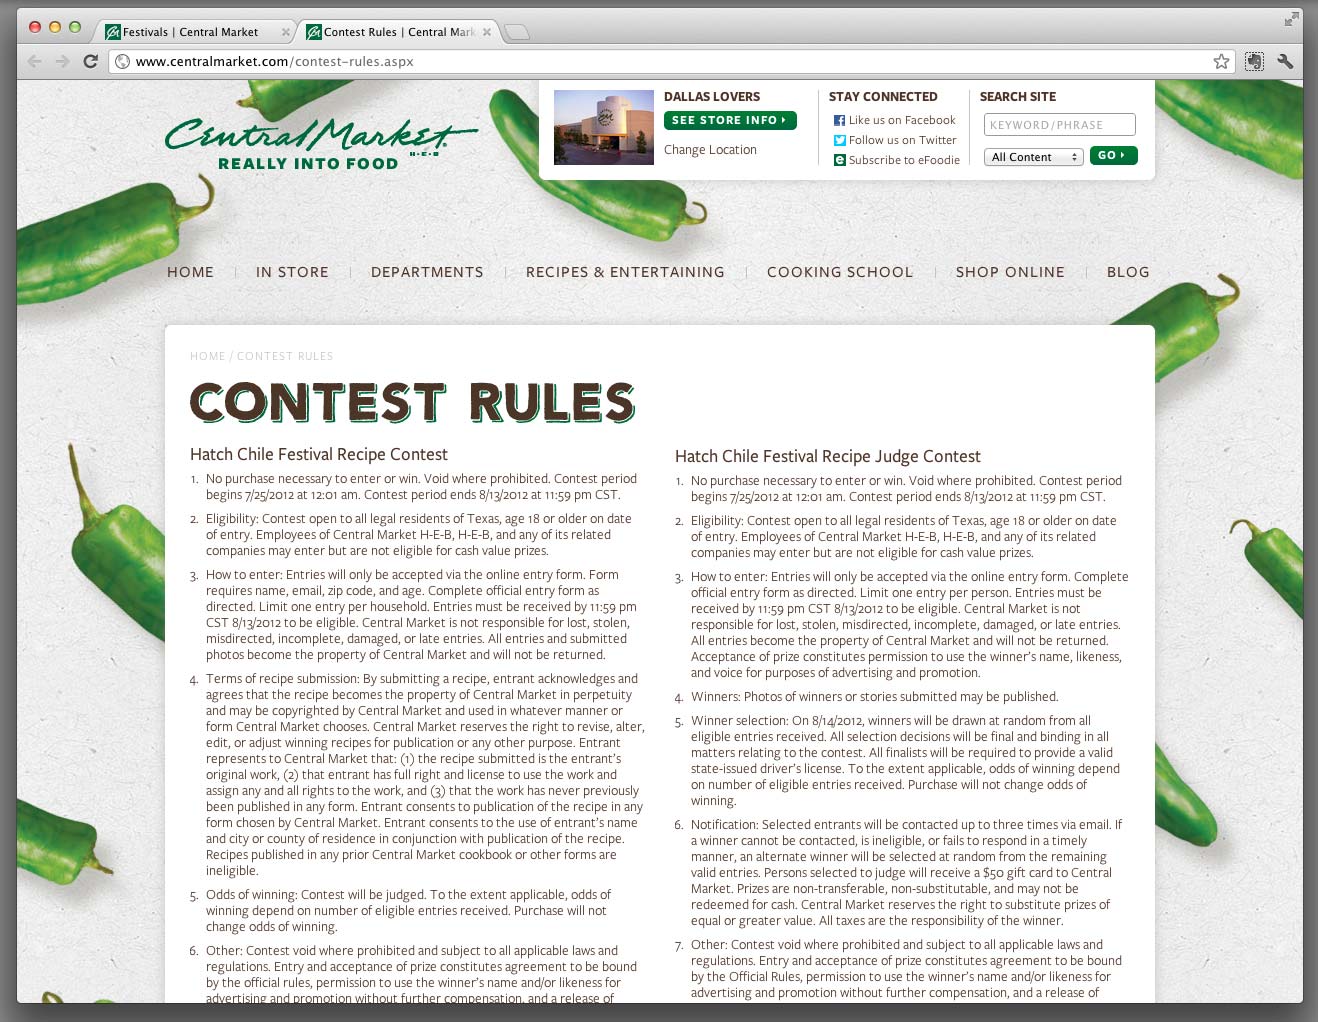 Festivals | Central Market
Contest Rules | Central Mark
www.centralmarket.com/contest-rules.aspx
Central Market
H-E-B
REALLY INTO FOOD
DALLAS LOVERS
SEE STORE INFO
Change Location
STAY CONNECTED
Like us on Facebook
Follow us on Twitter
Subscribe to eFoodie
SEARCH SITE
KEYWORD/PHRASE
All Content
GO
HOME
IN STORE
DEPARTMENTS
RECIPES & ENTERTAINING
COOKING SCHOOL
SHOP ONLINE
BLOG
HOME / CONTEST RULES
CONTEST RULES
Hatch Chile Festival Recipe Contest
1. No purchase necessary to enter or win. Void where prohibited. Contest period
begins 7/25/2012 at 12:01 am. Contest period ends 8/13/2012 at 11:59 pm CST.
2. Eligibility: Contest open to all legal residents of Texas, age 18 or older on date
of entry. Employees of Central Market H-E-B, H-E-B, and any of its related
companies may enter but are not eligible for cash value prizes.
3. How to enter: Entries will only be accepted via the online entry form. Form
requires name, email, zip code, and age. Complete official entry form as
directed. Limit one entry per household. Entries must be received by 11:59 pm
CST 8/13/2012 to be eligible. Central Market is not responsible for lost, stolen,
misdirected, incomplete, damaged, or late entries. All entries and submitted
photos become the property of Central Market and will not be returned.
4. Terms of recipe submission: By submitting a recipe, entrant acknowledges and
agrees that the recipe becomes the property of Central Market in perpetuity
and may be copyrighted by Central Market and used in whatever manner or
form Central Market chooses. Central Market reserves the right to revise, alter,
edit, or adjust winning recipes for publication or any other purpose. Entrant
represents to Central Market that: (1) the recipe submitted is the entrant's
original work, (2) that entrant has full right and license to use the work and
assign any and all rights to the work, and (3) that the work has never previously
been published in any form. Entrant consents to publication of the recipe in any
form chosen by Central Market. Entrant consents to the use of entrant's name
and city or county of residence in conjunction with publication of the recipe.
Recipes published in any prior Central Market cookbook or other forms are
ineligible.
5. Odds of winning: Contest will be judged. To the extent applicable, odds of
winning depend on number of eligible entries received. Purchase will not
change odds of winning.
6. Other: Contest void where prohibited and subject to all applicable laws and
regulations. Entry and acceptance of prize constitutes agreement to be bound
by the official rules, permission to use the winner's name and/or likeness for
advertising and promotion without further compensation, and a release of
Hatch Chile Festival Recipe Judge Contest
1. No purchase necessary to enter or win. Void where prohibited. Contest period
begins 7/25/2012 at 12:01 am. Contest period ends 8/13/2012 at 11:59 pm CST.
2. Eligibility: Contest open to all legal residents of Texas, age 18 or older on date
of entry. Employees of Central Market H-E-B, H-E-B, and any of its related
companies may enter but are not eligible for cash value prizes.
3. How to enter: Entries will only be accepted via the online entry form. Complete
official entry form as directed. Limit one entry per person. Entries must be
received by 11:59 pm CST 8/13/2012 to be eligible. Central Market is not
responsible for lost, stolen, misdirected, incomplete, damaged, or late entries.
All entries become the property of Central Market and will not be returned.
Acceptance of prize constitutes permission to use the winner's name, likeness,
and voice for purposes of advertising and promotion.
4. Winners: Photos of winners or stories submitted may be published.
5. Winner selection: On 8/14/2012, winners will be drawn at random from all
eligible entries received. All selection decisions will be final and binding in all
matters relating to the contest. All finalists will be required to provide a valid
state-issued driver's license. To the extent applicable, odds of winning depend
on number of eligible entries received. Purchase will not change odds of
winning.
6. Notification: Selected entrants will be contacted up to three times via email. If
a winner cannot be contacted, is ineligible, or fails to respond in a timely
manner, an alternate winner will be selected at random from the remaining
valid entries. Persons selected to judge will receive a $50 gift card to Central
Market. Prizes are non-transferable, non-substitutable, and may not be
redeemed for cash. Central Market reserves the right to substitute prizes of
equal or greater value. All taxes are the responsibility of the winner.
7. Other: Contest void where prohibited and subject to all applicable laws and
regulations. Entry and acceptance of prize constitutes agreement to be bound
by the Official Rules, permission to use the winner's name and/or likeness for
advertising and promotion without further compensation, and a release of